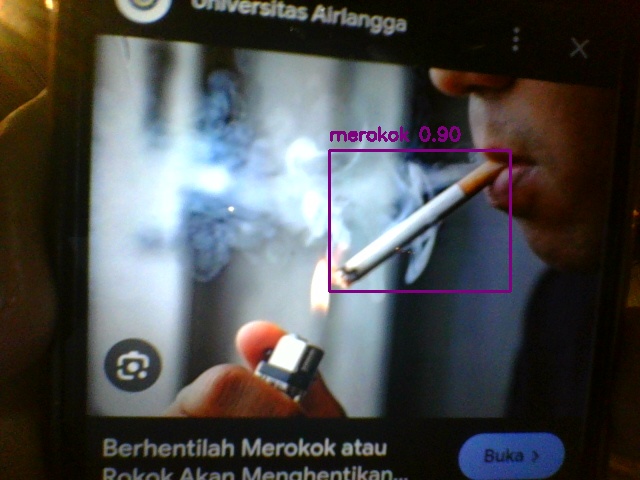 Universitas Airlangga
merokok 0.90
Berhentilah Merokok atau
Rokok Akan Menghentikan...
Buka >